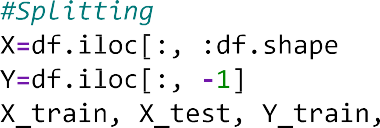 #Splitting
X=df.iloc[:, :df.shape
Y=df.iloc[:, -1]
X_train, X_test, Y_train,